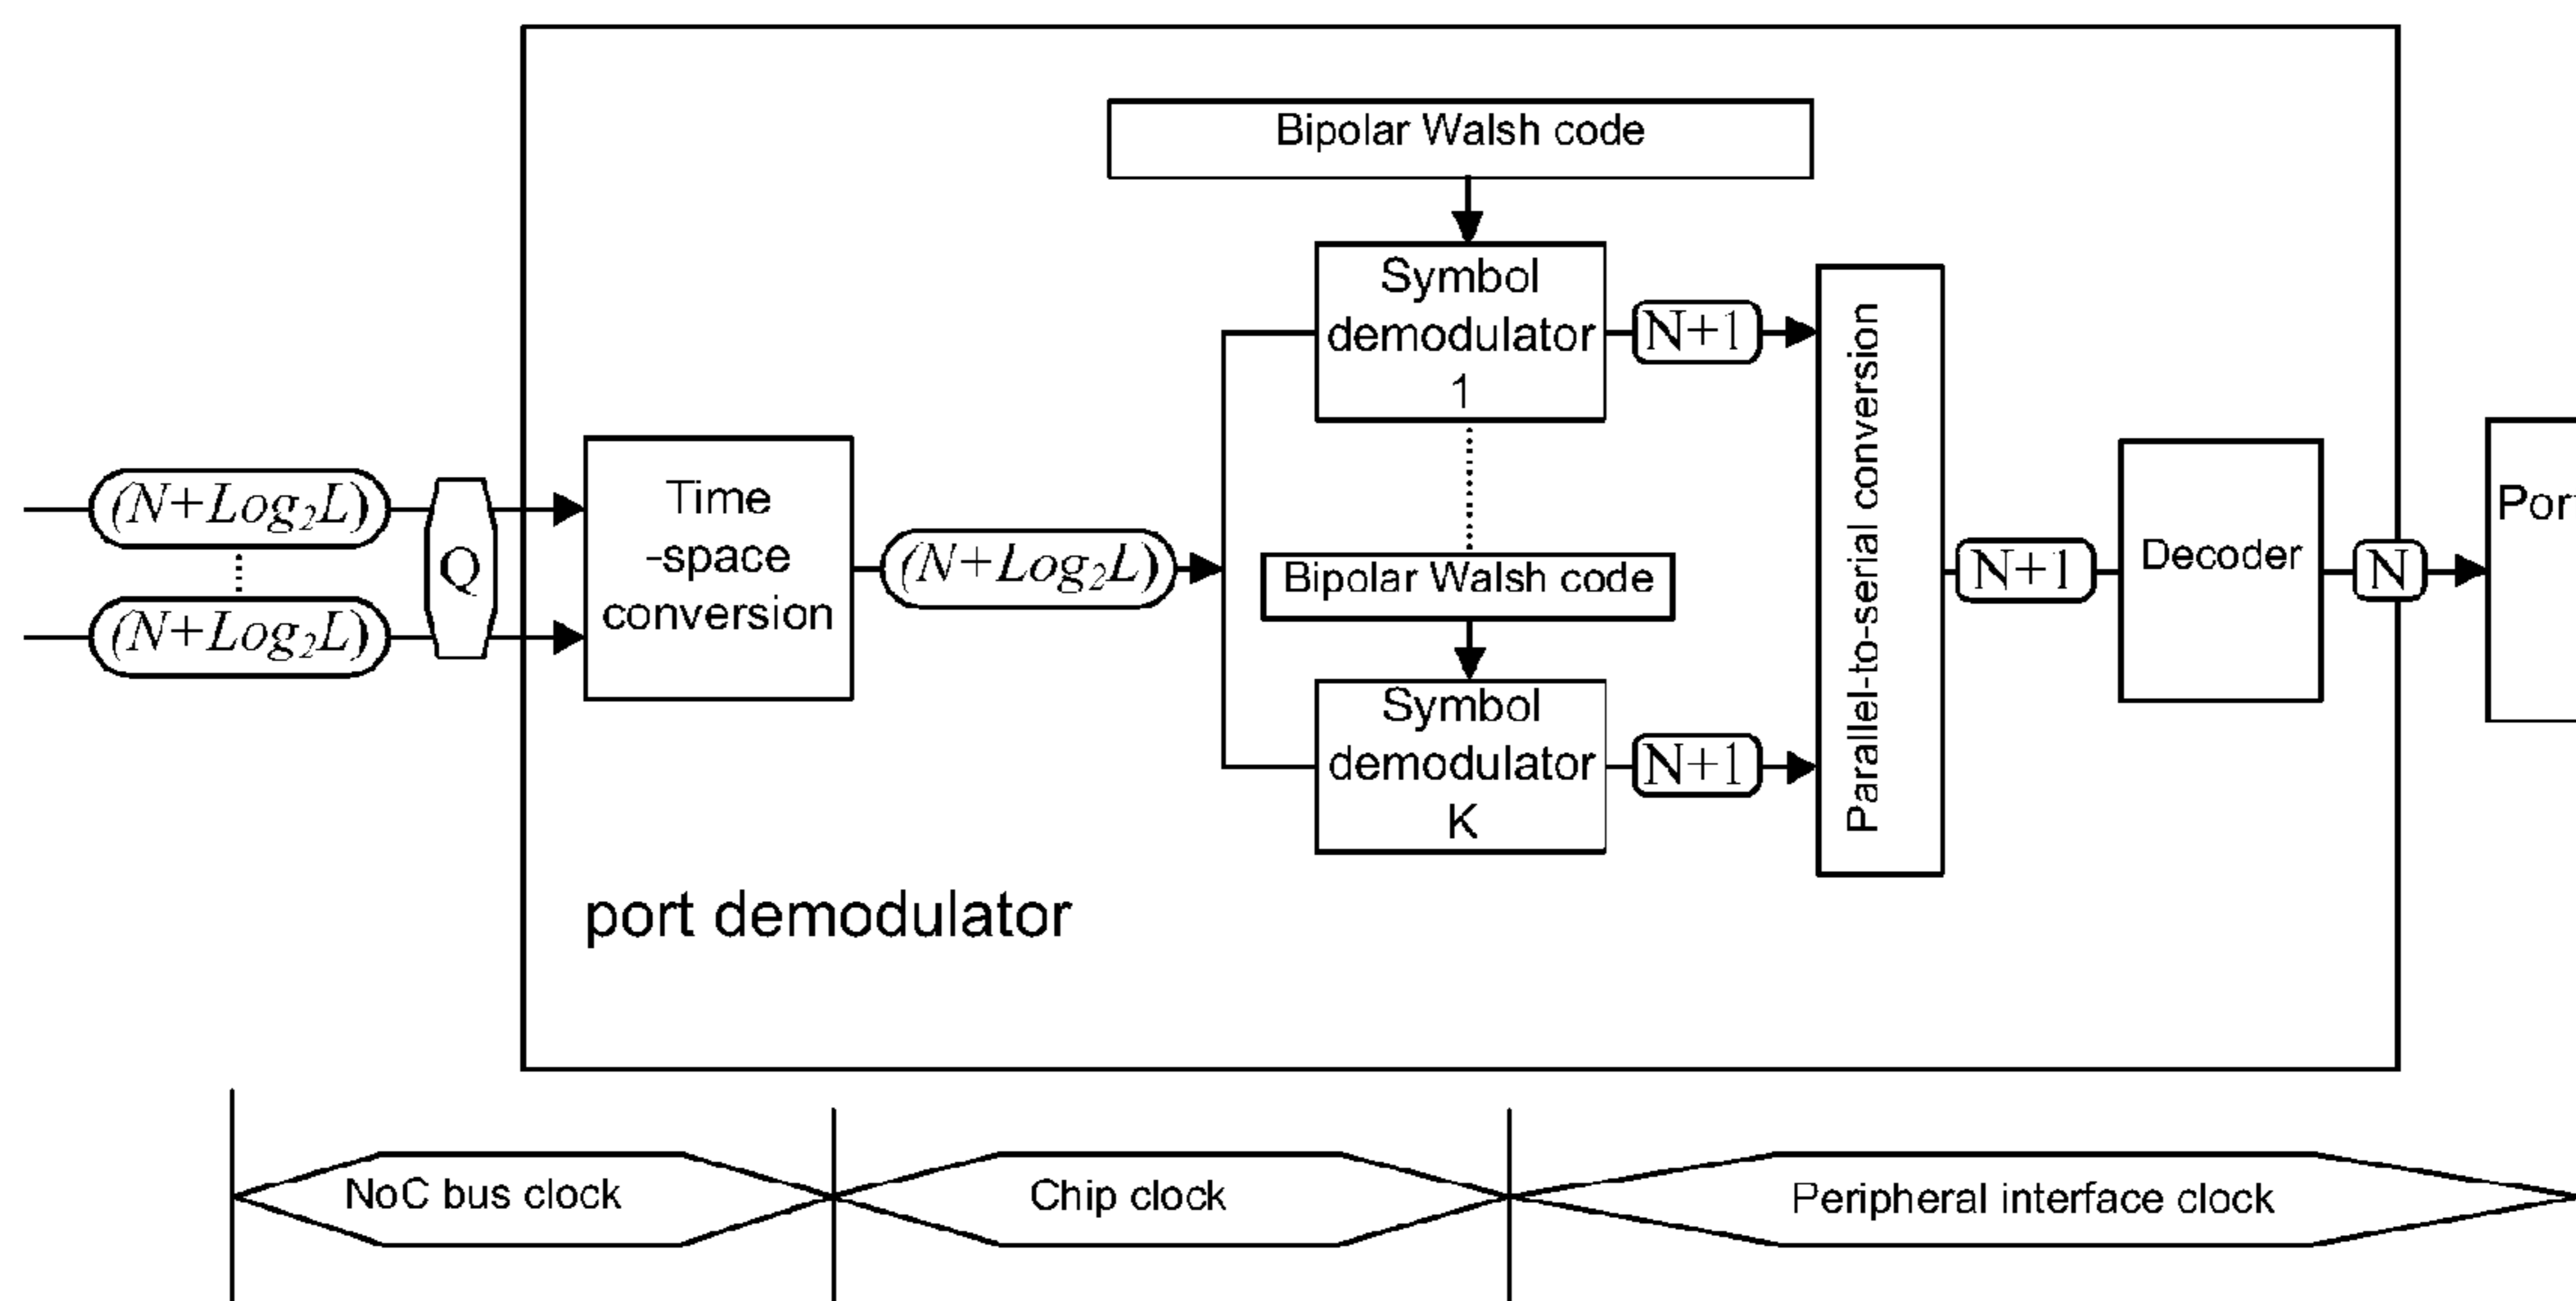 Bipolar Walsh code
Symbol
demodulator
1
N+1
Parallel-to-serial conversion
(N+Log₂L)
(N+Log₂L)
Q
Time
-space
conversion
(N+Log₂L)
Bipolar Walsh code
Symbol
demodulator
K
N+1
N+1
Decoder
N
Por
port demodulator
NoC bus clock
Chip clock
Peripheral interface clock